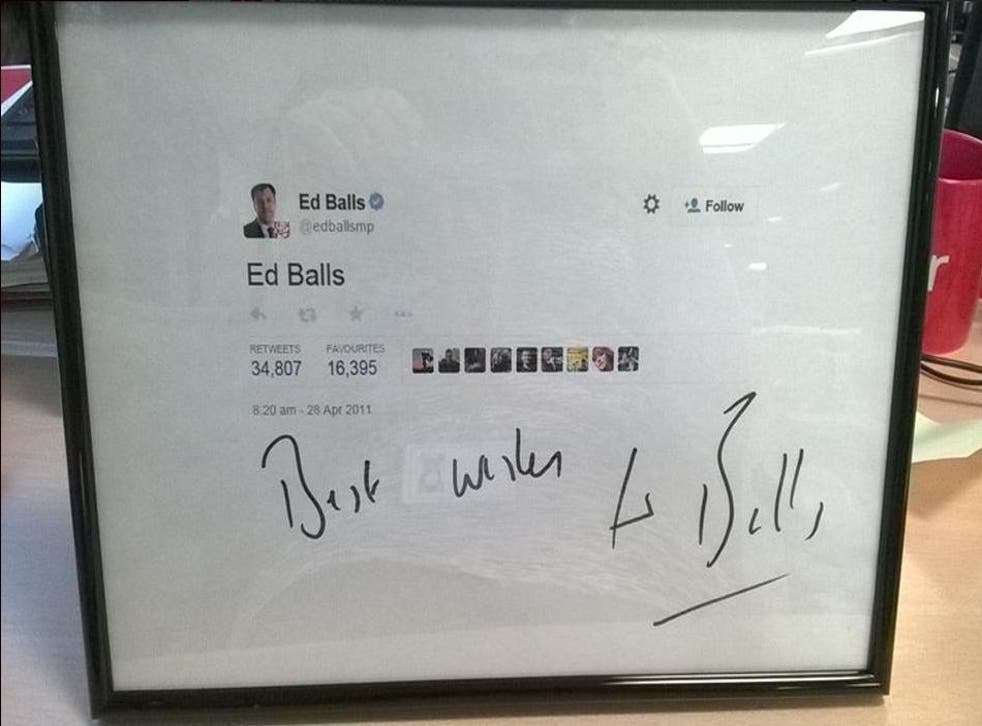 Ed Balls
@edballsmp
Follow
Ed Balls
RETWEETS FAVOURITES
34,807 16,395
8:20 am - 28 Apr 2011
Best wishes Ed Balls
r